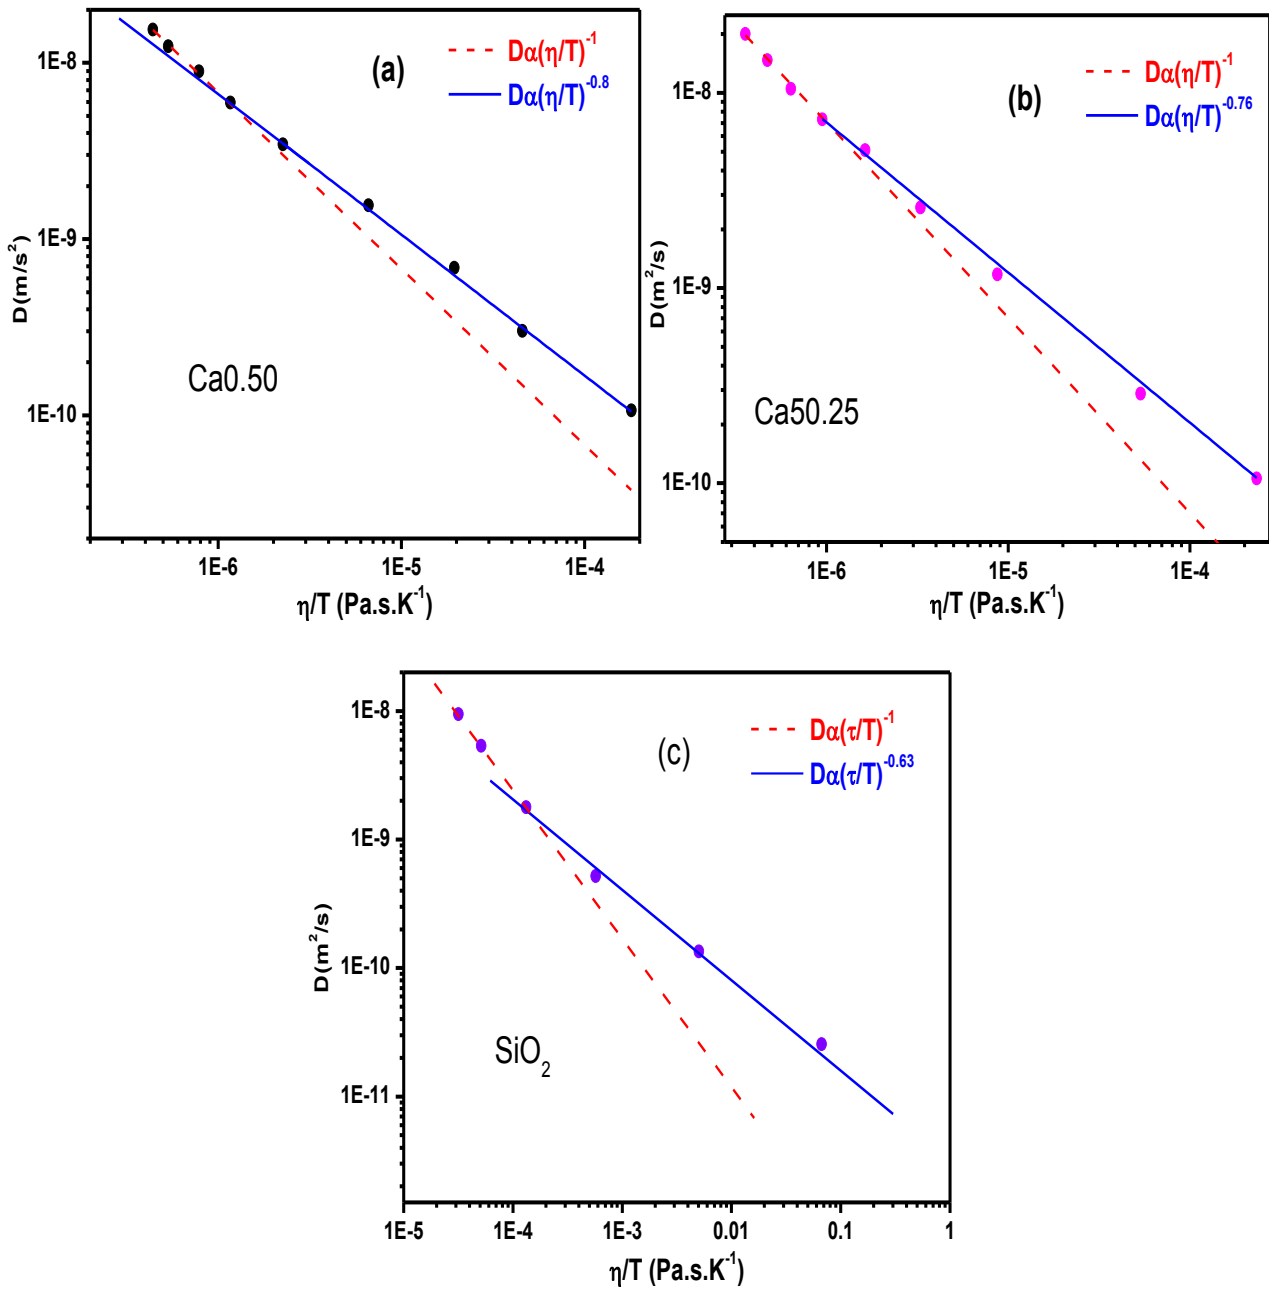 (a)
Dα(η/T)^-1
Dα(η/T)^-0.8
1E-8
1E-9
1E-10
D(m/s²)
Ca0.50
1E-6 1E-5 1E-4
η/T (Pa.s.K⁻¹)
(b)
Dα(η/T)^-1
Dα(η/T)^-0.76
1E-8
1E-9
1E-10
D(m²/s)
Ca50.25
1E-6 1E-5 1E-4
η/T (Pa.s.K⁻¹)
(c)
Dα(τ/T)^-1
Dα(τ/T)^-0.63
1E-8
1E-9
1E-10
1E-11
D(m²/s)
SiO₂
1E-5 1E-4 1E-3 0.01 0.1 1
η/T (Pa.s.K⁻¹)